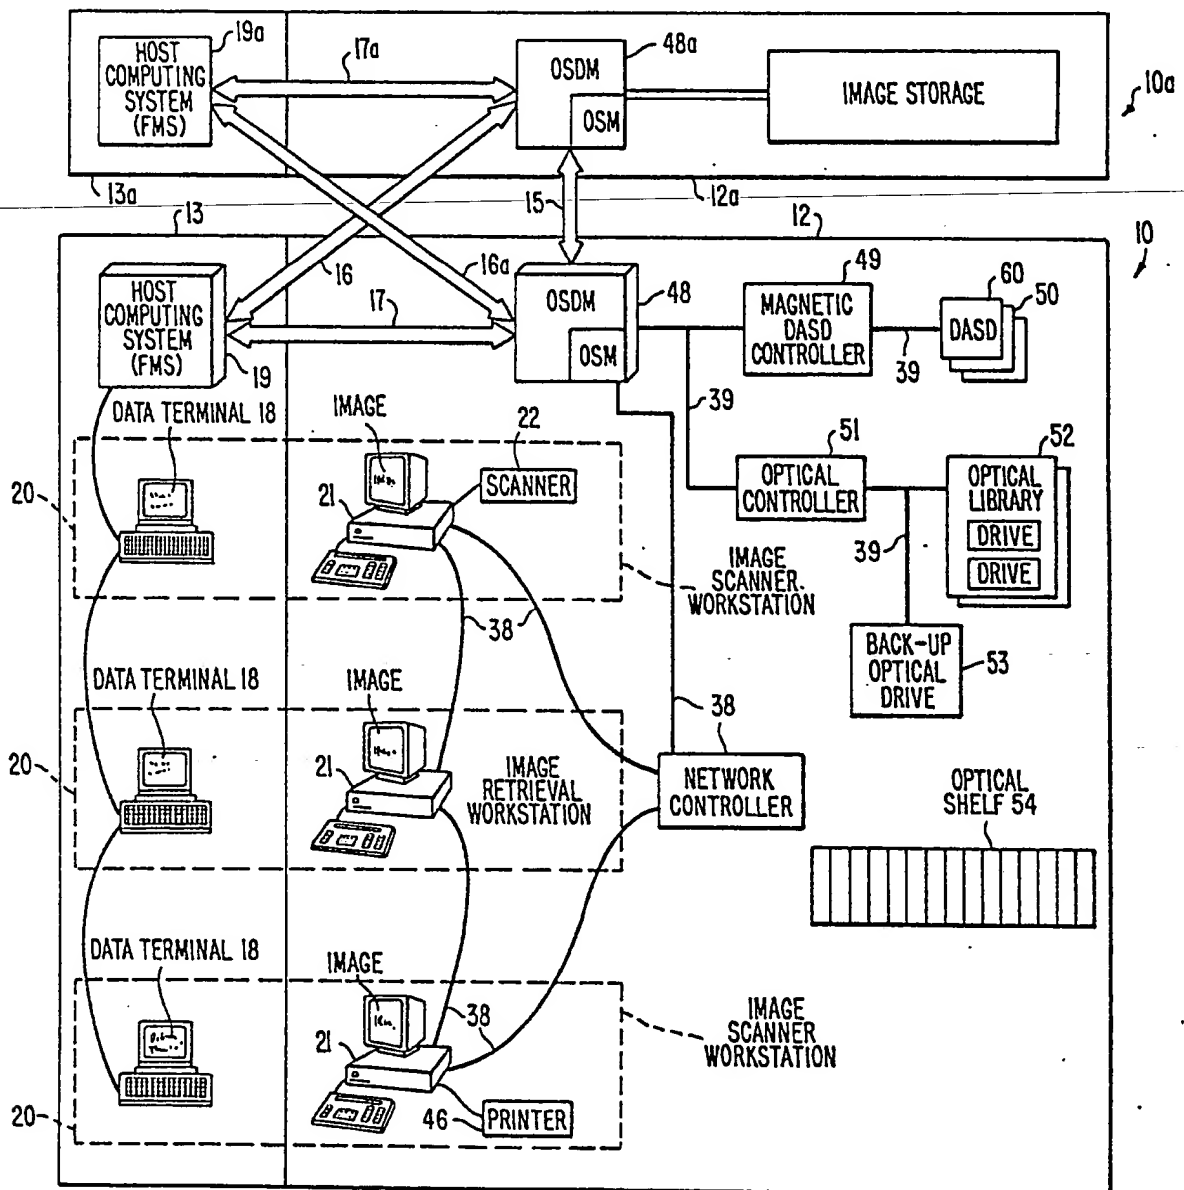 19a
HOST
COMPUTING
SYSTEM
(FMS)
17a
OSDM
OSM
48a
IMAGE STORAGE
10a
13a
15
12a
13
12
10
16
16a
HOST
COMPUTING
SYSTEM
(FMS)
19
17
OSDM
OSM
48
49
MAGNETIC
DASD
CONTROLLER
39
60
50
DASD
39
DATA TERMINAL 18
IMAGE
22
SCANNER
21
20
51
OPTICAL
CONTROLLER
52
OPTICAL
LIBRARY
DRIVE
DRIVE
39
IMAGE
SCANNER
WORKSTATION
38
BACK-UP
OPTICAL
DRIVE
53
DATA TERMINAL 18
IMAGE
38
20
21
IMAGE
RETRIEVAL
WORKSTATION
38
NETWORK
CONTROLLER
OPTICAL
SHELF 54
DATA TERMINAL 18
IMAGE
38
21
IMAGE
SCANNER
WORKSTATION
20
46
PRINTER